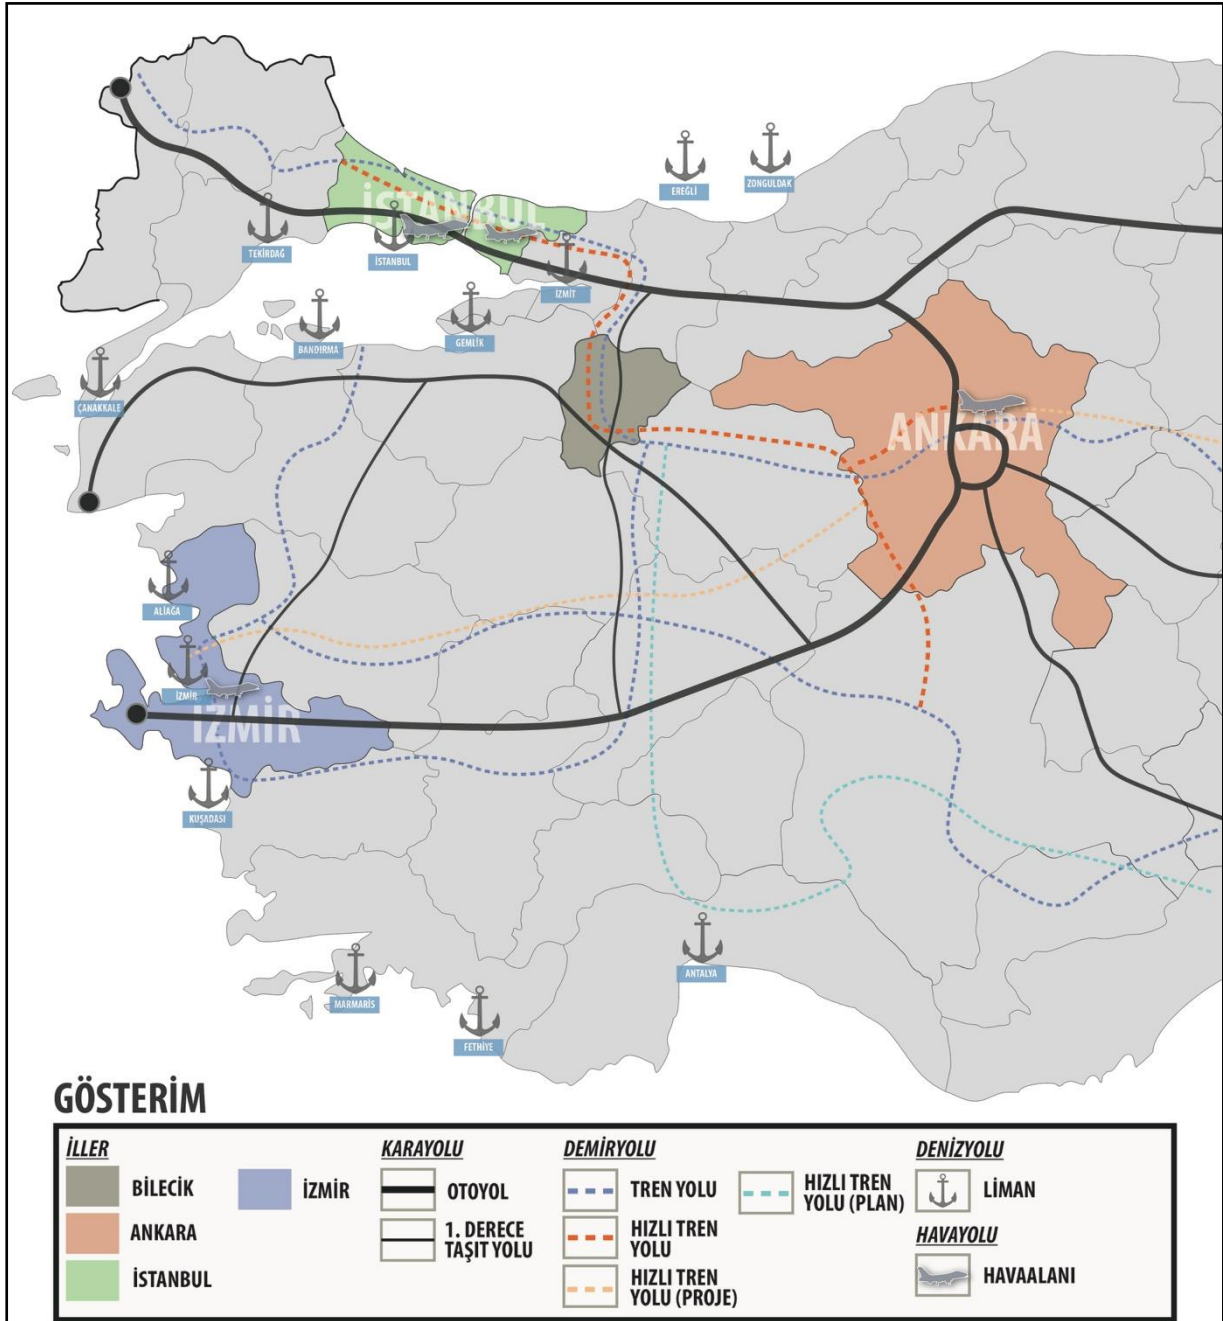 EREĞLİ
ZONGULDAK
İSTANBUL
TEKİRDAĞ
İSTANBUL
İZMİT
BANDIRMA
GEMLİK
ÇANAKKALE
ANKARA
ALİAĞA
İZMİR
İZMİR
KUŞADASI
ANTALYA
MARMARİS
FETHİYE
GÖSTERİM
İLLER
BİLECİK
ANKARA
İSTANBUL
İZMİR
KARAYOLU
OTOYOL
1. DERECE
TAŞIT YOLU
DEMİRYOLU
TREN YOLU
HIZLI TREN
YOLU
HIZLI TREN
YOLU (PROJE)
HIZLI TREN
YOLU (PLAN)
DENİZYOLU
LİMAN
HAVAYOLU
HAVAALANI